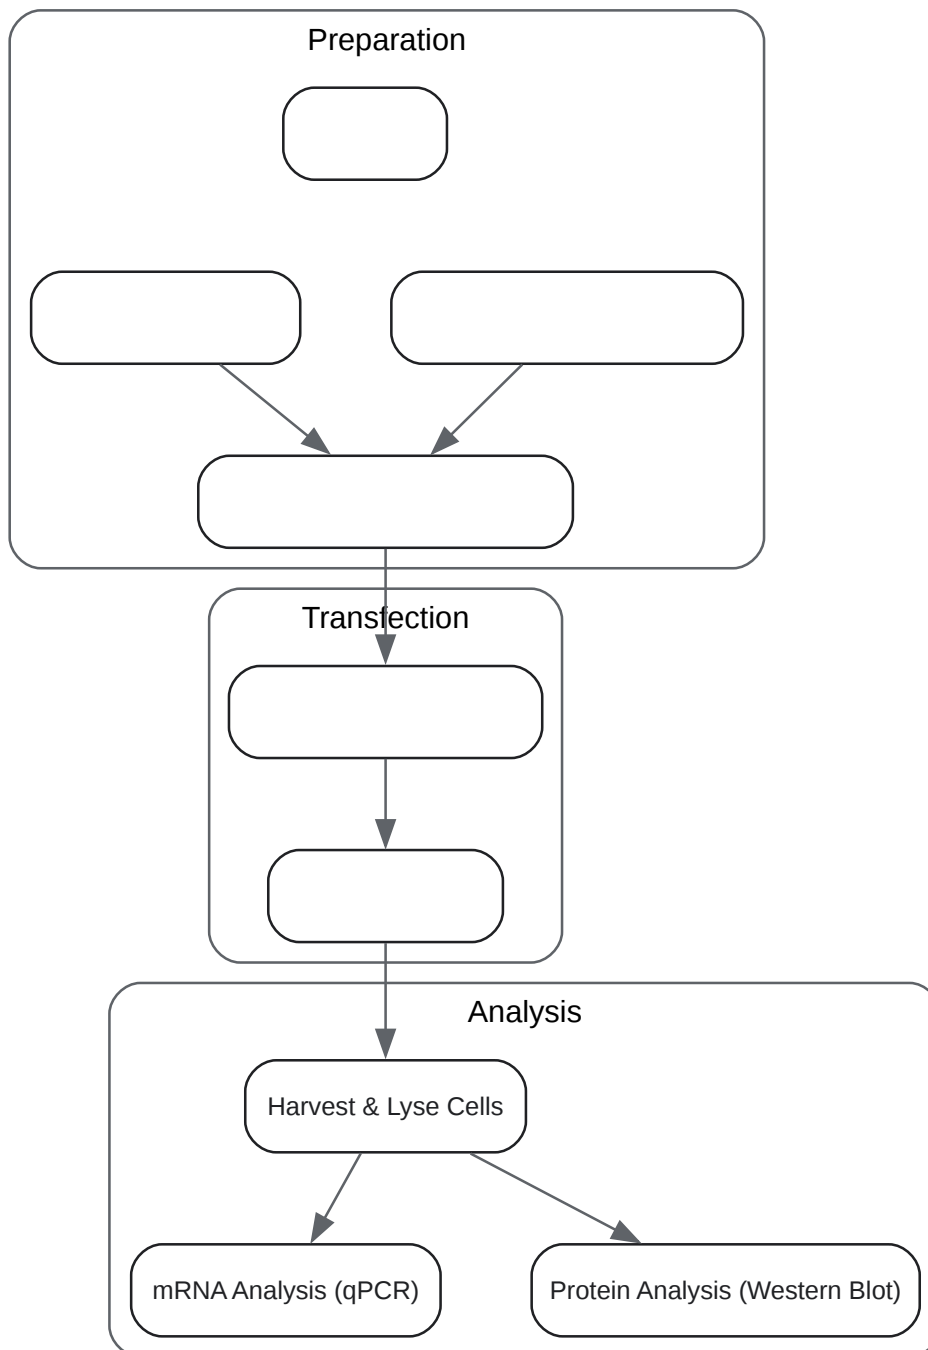 Preparation
Transfection
Analysis
Harvest & Lyse Cells
mRNA Analysis (qPCR)
Protein Analysis (Western Blot)